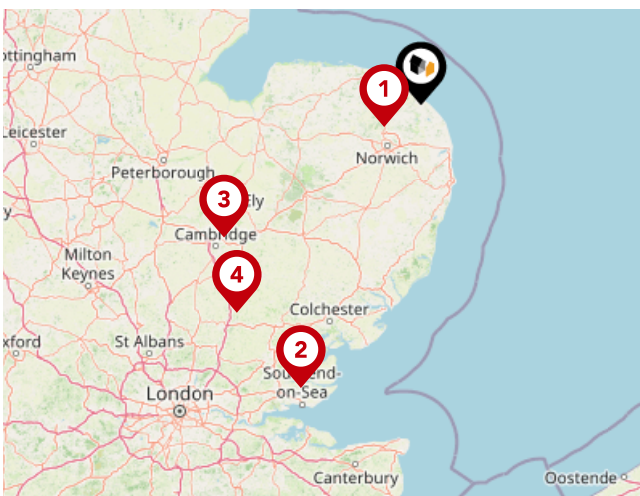 ottingham
1
Leicester
Norwich
Peterborough
3
Ely
y
Cambridge
Milton
Keynes
4
Colchester
xford
St Albans
2
Southend-
on-Sea
London
Canterbury
Oostende